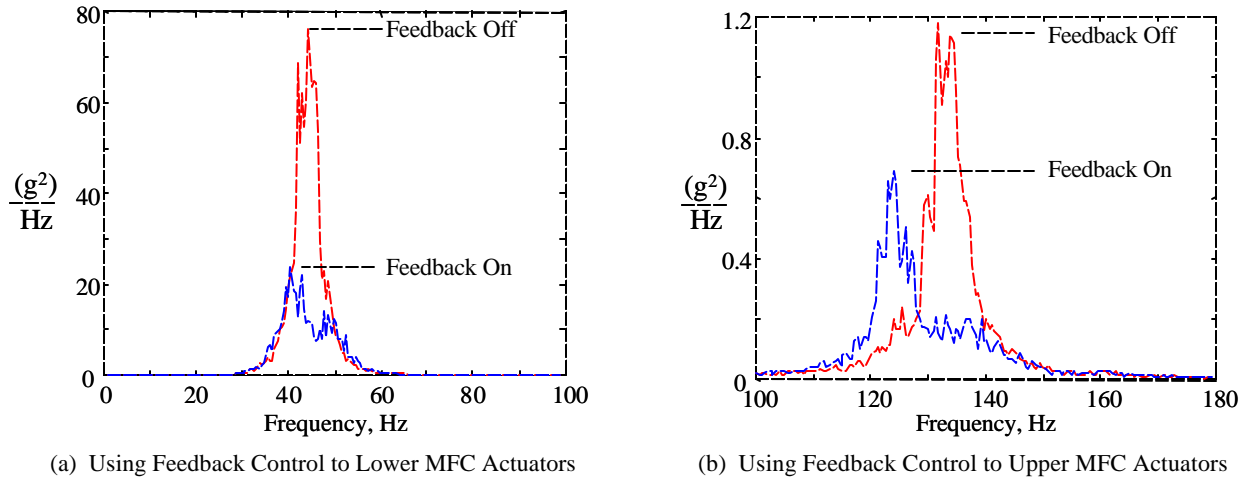 80
60
40
20
0
(g²)
Hz
Feedback Off
Feedback On
0 20 40 60 80 100
Frequency, Hz
(a) Using Feedback Control to Lower MFC Actuators
1.2
0.8
0.4
0
(g²)
Hz
Feedback Off
Feedback On
100 120 140 160 180
Frequency, Hz
(b) Using Feedback Control to Upper MFC Actuators